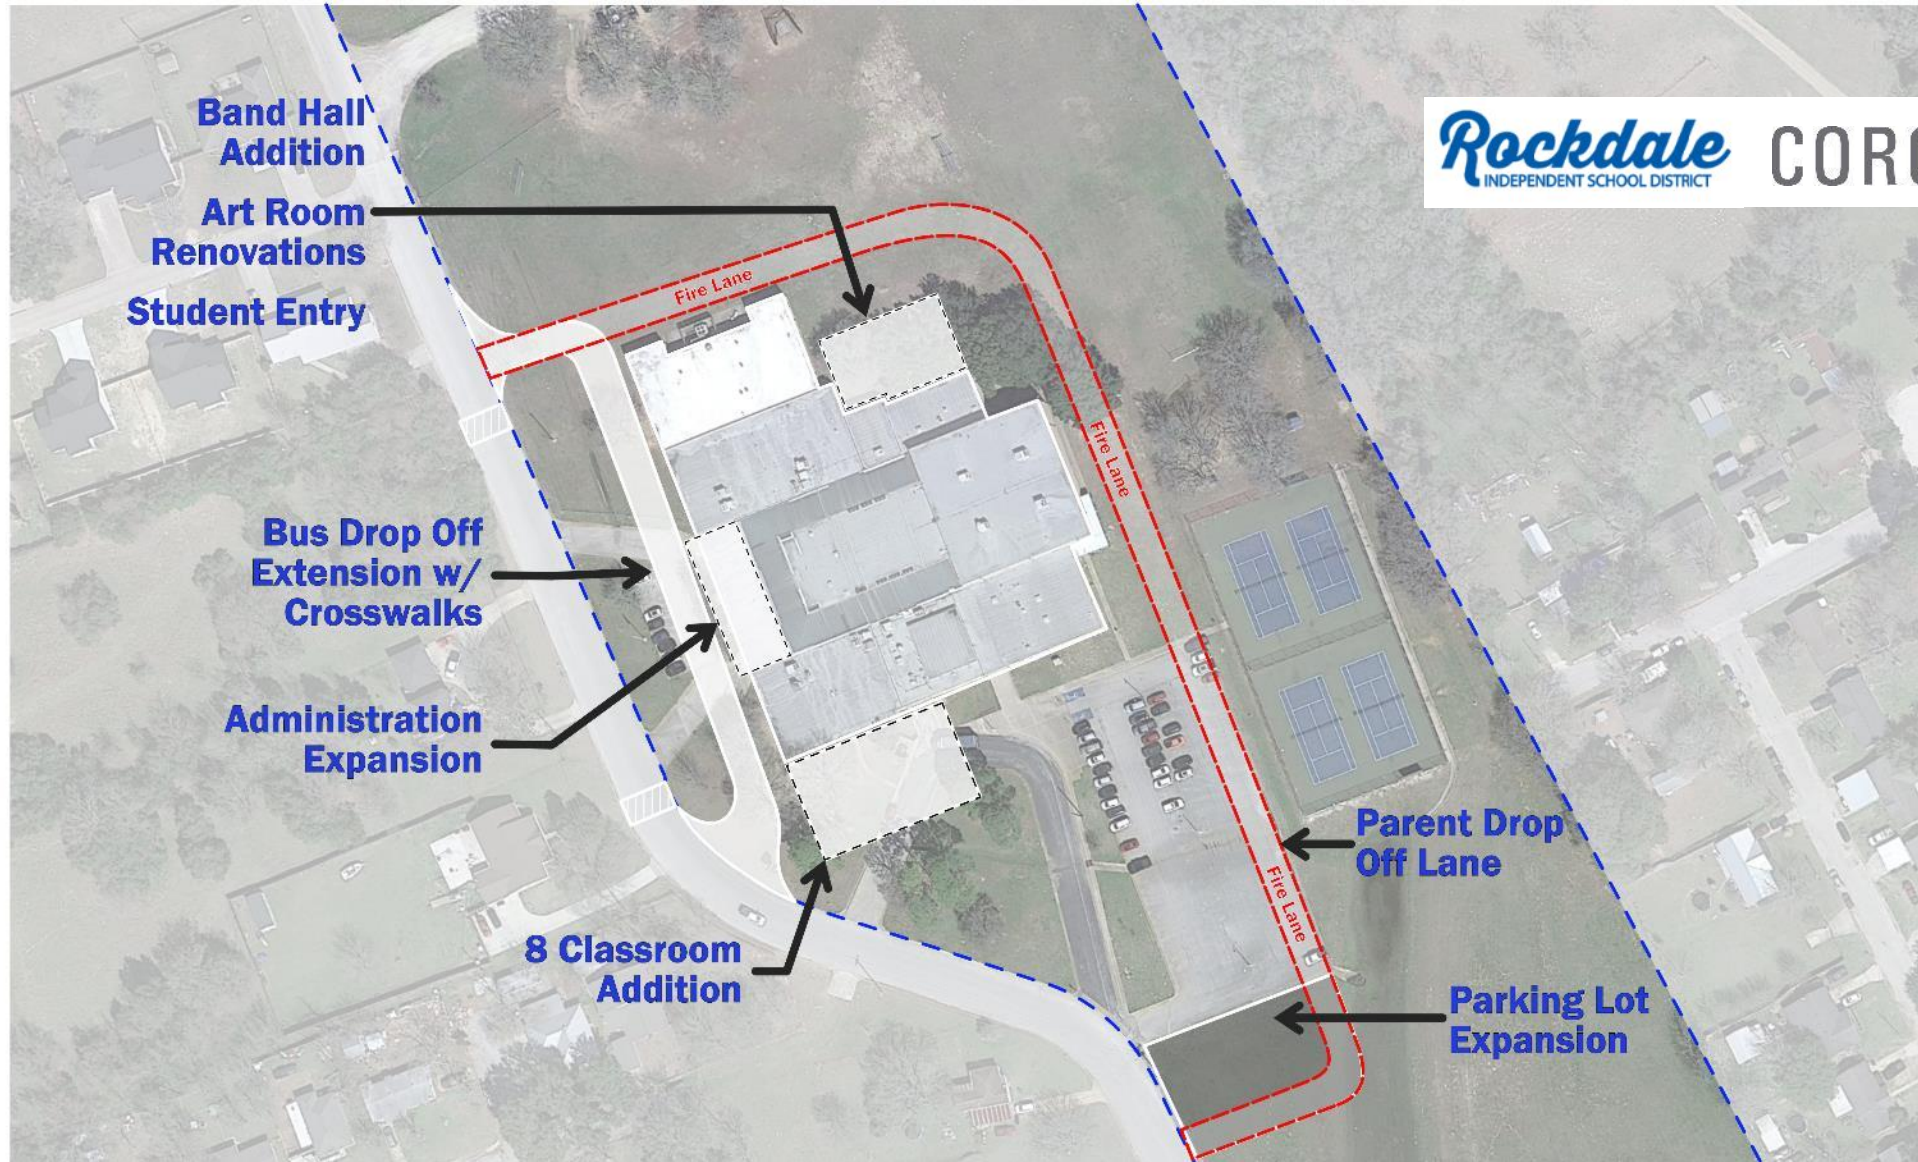 Band Hall
Addition
Art Room
Renovations
Student Entry
Rockdale
INDEPENDENT SCHOOL DISTRICT
Fire Lane
Fire Lane
Bus Drop Off
Extension w/
Crosswalks
Administration
Expansion
8 Classroom
Addition
Parent Drop
Off Lane
Fire Lane
Parking Lot
Expansion